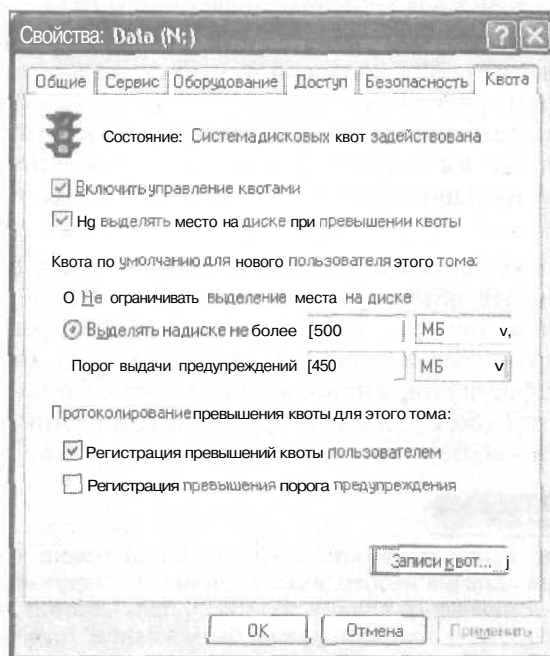 Свойства: Data (N:)
Общие Сервис Оборудование Доступ Безопасность Квота
Состояние: Система дисковых квот задействована
Включить управление квотами
Нg выделять место на диске при превышении квоты
Квота по умолчанию для нового пользователя этого тома:
О Не ограничивать выделение места на диске
Выделять на диске не более [500 МБ v,
Порог выдачи предупреждений [450 МБ v
Протоколирование превышения квоты для этого тома:
Регистрация превышений квоты пользователем
Регистрация превышения порога предупреждения
Записи квот... j
OK Отмена Применить